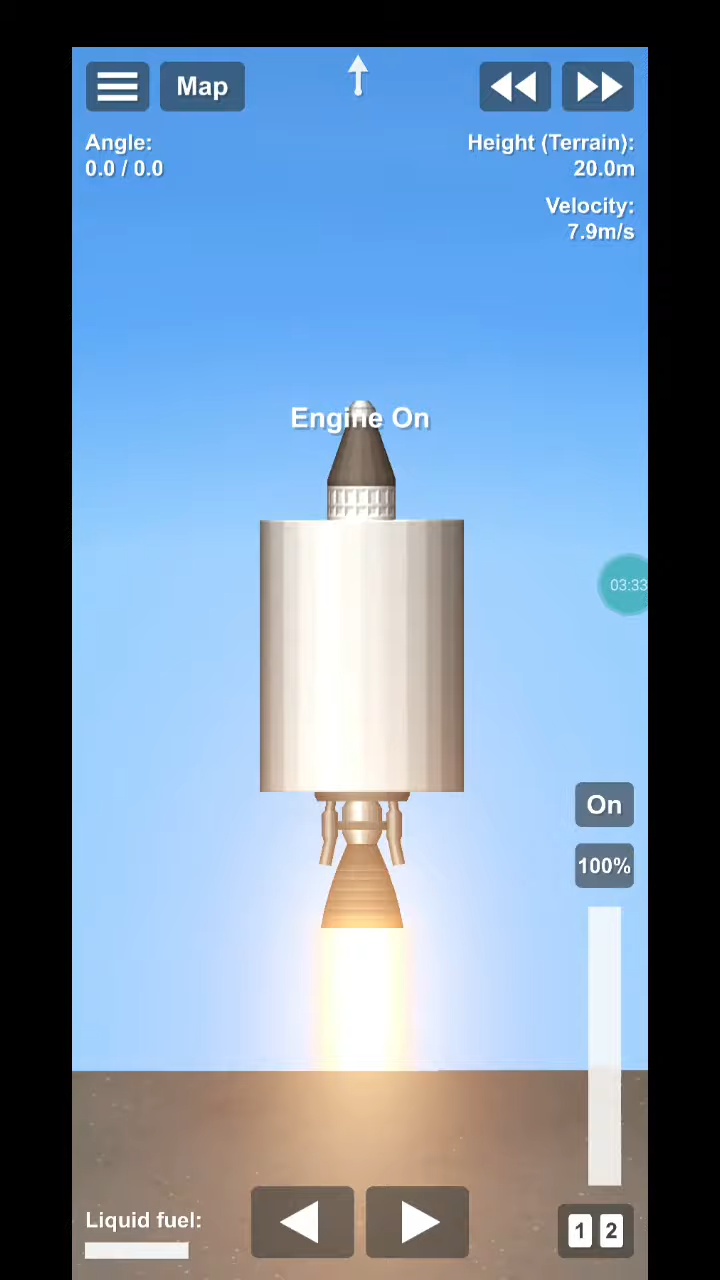 Map
Angle:
0.0 / 0.0
Height (Terrain):
20.0m
Velocity:
7.9m/s
Engine On
03:33
On
100%
Liquid fuel:
1 2